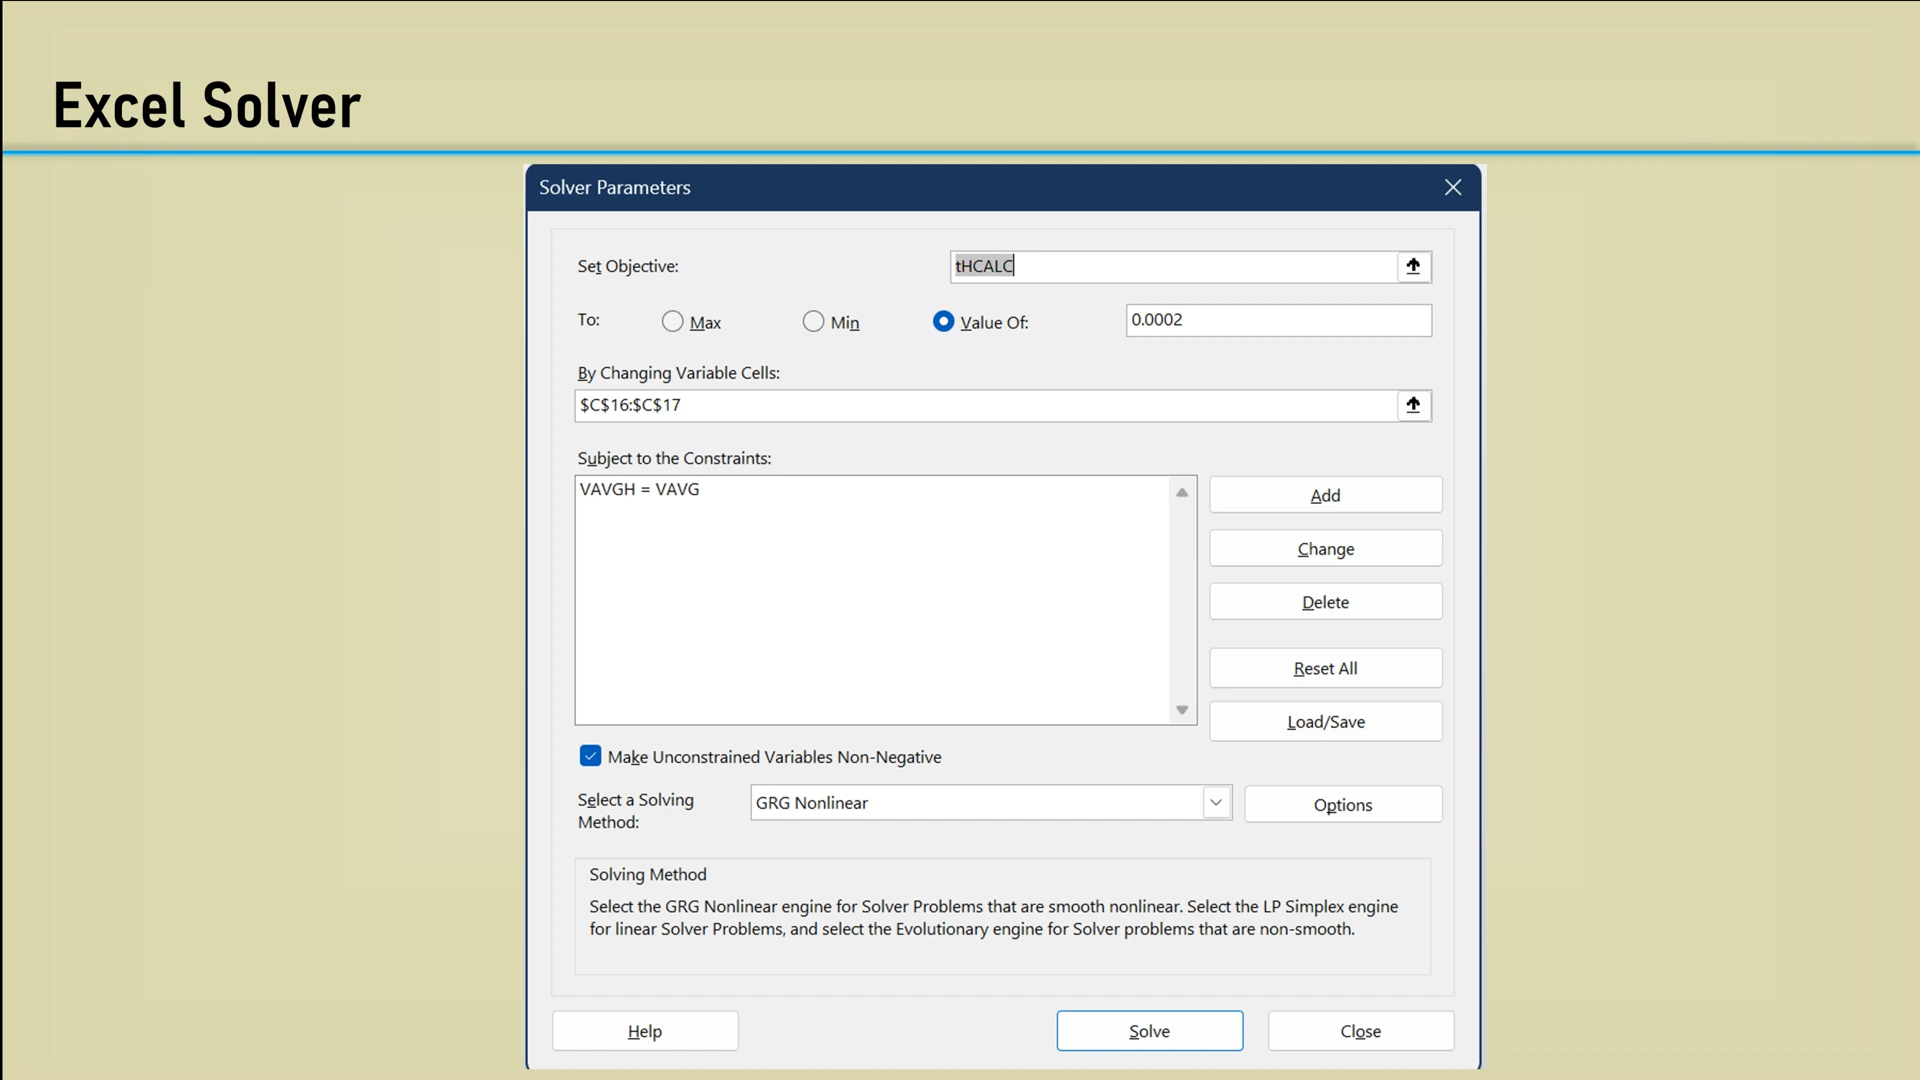 Excel Solver
Solver Parameters
Set Objective: tHCALC
To: Max Min Value Of: 0.0002
By Changing Variable Cells:
$C$16:$C$17
Subject to the Constraints:
VAVGH = VAVG
Add
Change
Delete
Reset All
Load/Save
Make Unconstrained Variables Non-Negative
Select a Solving
Method:
GRG Nonlinear
Options
Solving Method
Select the GRG Nonlinear engine for Solver Problems that are smooth nonlinear. Select the LP Simplex engine
for linear Solver Problems, and select the Evolutionary engine for Solver problems that are non-smooth.
Help Solve Close